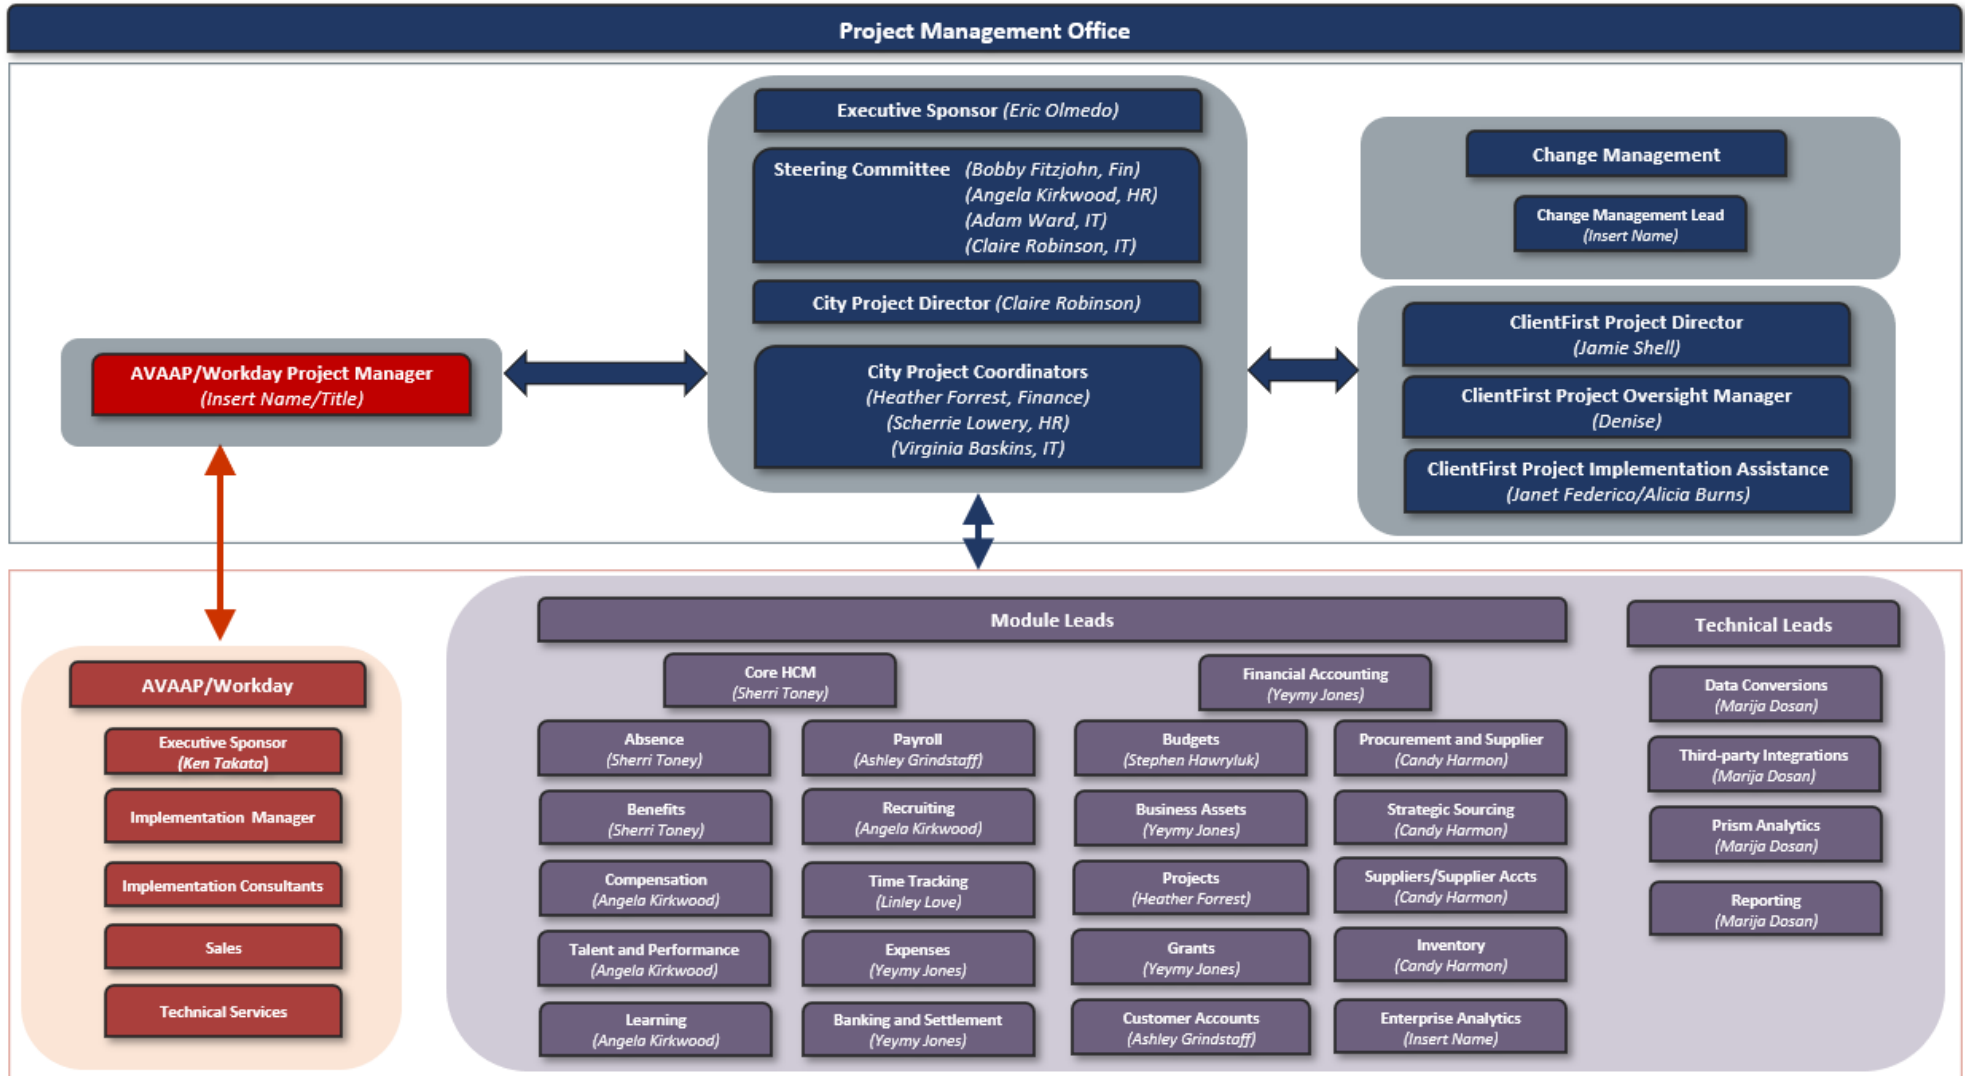 Project Management Office
Executive Sponsor (Eric Olmedo)
Steering Committee (Bobby Fitzjohn, Fin)
(Angela Kirkwood, HR)
(Adam Ward, IT)
(Claire Robinson, IT)
City Project Director (Claire Robinson)
City Project Coordinators
(Heather Forrest, Finance)
(Scherrie Lowery, HR)
(Virginia Baskins, IT)
Change Management
Change Management Lead
(Insert Name)
ClientFirst Project Director
(Jamie Shell)
ClientFirst Project Oversight Manager
(Denise)
ClientFirst Project Implementation Assistance
(Janet Federico/Alicia Burns)
AVAAP/Workday Project Manager
(Insert Name/Title)
AVAAP/Workday
Executive Sponsor
(Ken Takata)
Implementation Manager
Implementation Consultants
Sales
Technical Services
Module Leads
Core HCM
(Sherri Toney)
Absence
(Sherri Toney)
Benefits
(Sherri Toney)
Compensation
(Angela Kirkwood)
Talent and Performance
(Angela Kirkwood)
Learning
(Angela Kirkwood)
Payroll
(Ashley Grindstaff)
Recruiting
(Angela Kirkwood)
Time Tracking
(Linley Love)
Expenses
(Yeymy Jones)
Banking and Settlement
(Yeymy Jones)
Financial Accounting
(Yeymy Jones)
Budgets
(Stephen Hawryluk)
Business Assets
(Yeymy Jones)
Projects
(Heather Forrest)
Grants
(Yeymy Jones)
Customer Accounts
(Ashley Grindstaff)
Procurement and Supplier
(Candy Harmon)
Strategic Sourcing
(Candy Harmon)
Suppliers/Supplier Accts
(Candy Harmon)
Inventory
(Candy Harmon)
Enterprise Analytics
(Insert Name)
Technical Leads
Data Conversions
(Marija Dosan)
Third-party Integrations
(Marija Dosan)
Prism Analytics
(Marija Dosan)
Reporting
(Marija Dosan)